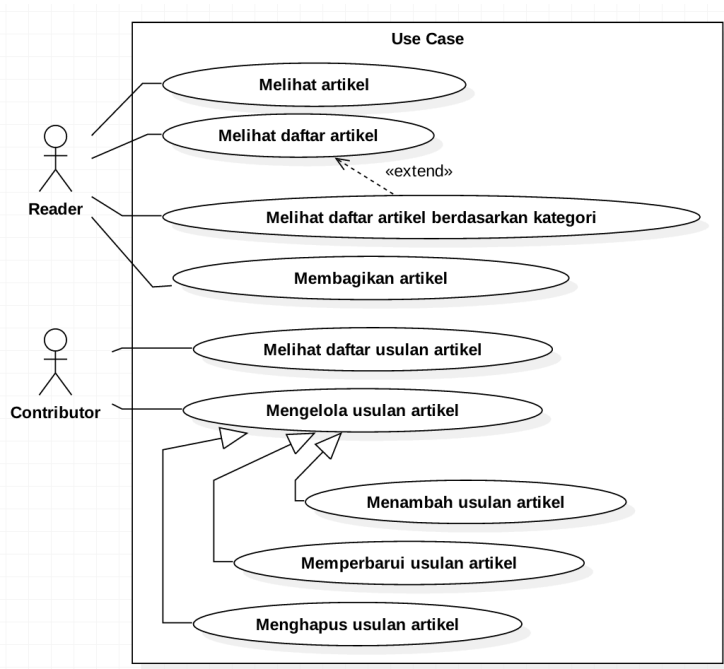 Use Case
Melihat artikel
Melihat daftar artikel
«extend»
Reader
Melihat daftar artikel berdasarkan kategori
Membagikan artikel
Melihat daftar usulan artikel
Contributor
Mengelola usulan artikel
Menambah usulan artikel
Memperbarui usulan artikel
Menghapus usulan artikel